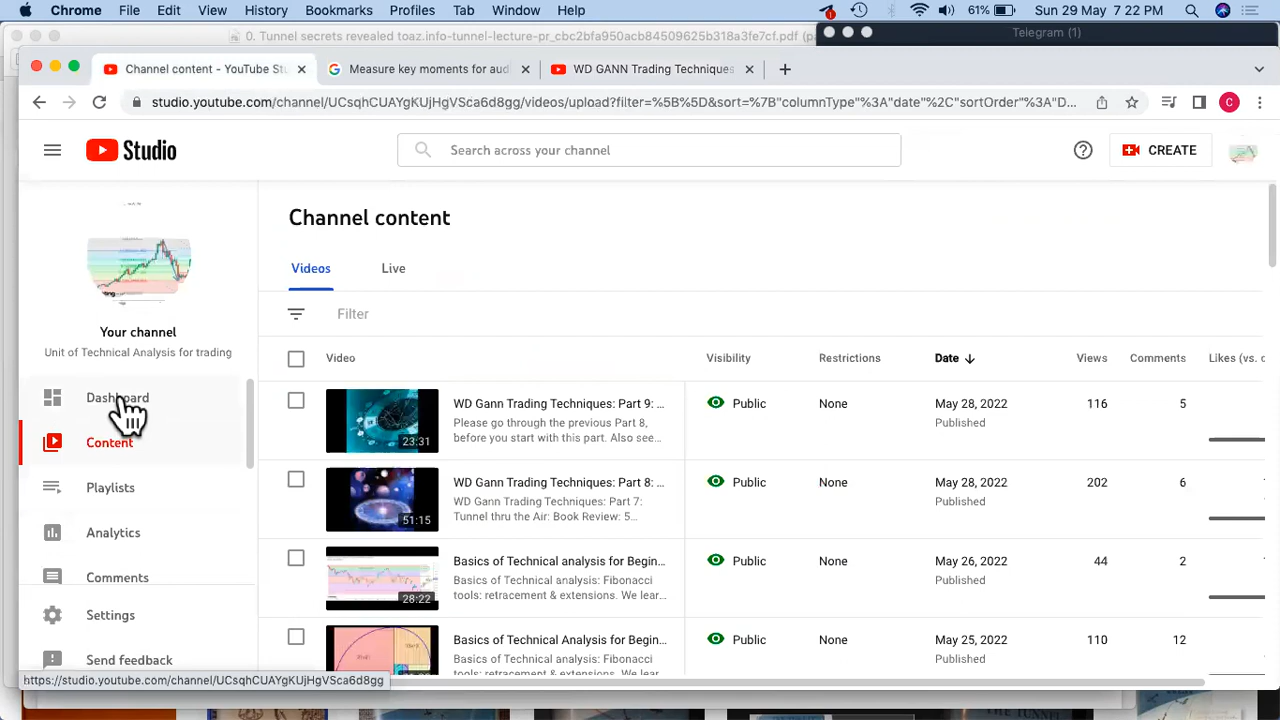 Chrome File Edit View History Bookmarks Profiles Tab Window Help 61% Sun 29 May 7:22 PM
0. Tunnel secrets revealed toaz.info-tunnel-lecture-pr_cbc2bfa950acb84509625b318a3fe7cf.pdf
Telegram (1)
Channel content - YouTube St
Measure key moments for aud
WD GANN Trading Techniques
studio.youtube.com/channel/UCsqhCUAYgKUjHgVSca6d8gg/videos/upload?filter=%5B%5D&sort=%7B"columnType"%3A"date"%2C"sortOrder"%3A"D...
C
Studio
Search across your channel
CREATE
Your channel
Unit of Technical Analysis for trading
Dashboard
Content
Playlists
Analytics
Comments
Settings
Send feedback
https://studio.youtube.com/channel/UCsqhCUAYgKUjHgVSca6d8gg
Channel content
Videos Live
Filter
Video Visibility Restrictions Date Views Comments Likes (vs.
WD Gann Trading Techniques: Part 9: ... Public None May 28, 2022 116 5
Please go through the previous Part 8, Published
before you start with this part. Also see...
23:31
WD Gann Trading Techniques: Part 8: ... Public None May 28, 2022 202 6
WD Gann Trading Techniques: Part 7: Published
Tunnel thru the Air: Book Review: 5...
51:15
Basics of Technical analysis for Begin... Public None May 26, 2022 44 2
Basics of Technical analysis: Fibonacci Published
tools: retracement & extensions. We lear...
28:22
Basics of Technical Analysis for Begin... Public None May 25, 2022 110 12
Basics of Technical analysis: Fibonacci Published
tools: retracement & extensions. We lear...